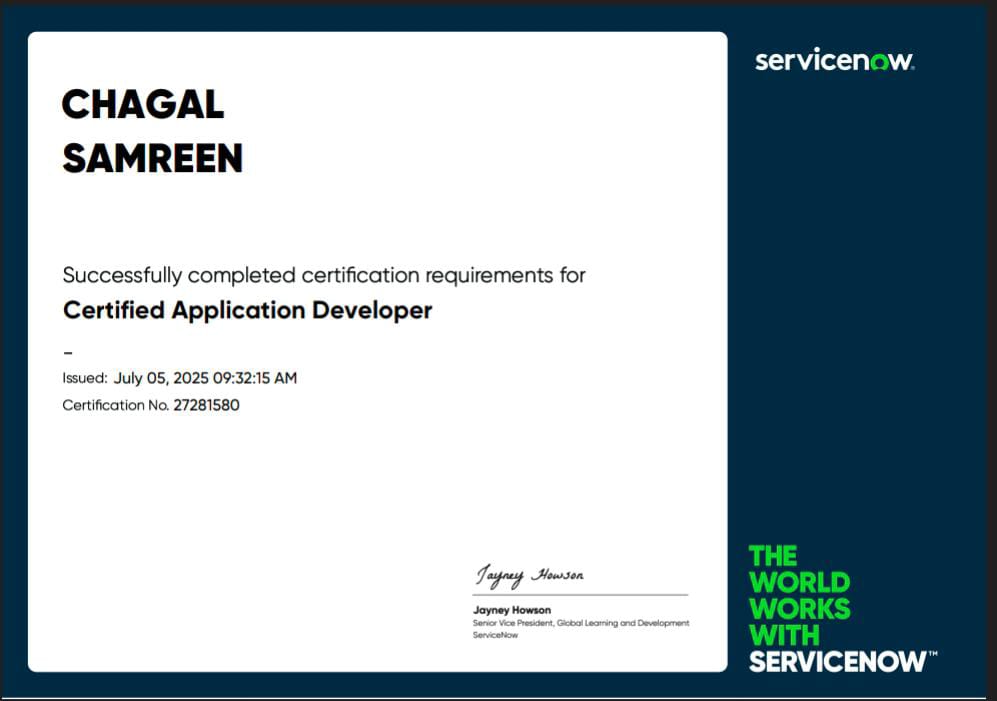 CHAGAL
SAMREEN
Successfully completed certification requirements for
Certified Application Developer
–
Issued: July 05, 2025 09:32:15 AM
Certification No. 27281580
Jayney Howson
Jayney Howson
Senior Vice President, Global Learning and Development
ServiceNow
servicenow.
THE
WORLD
WORKS
WITH
SERVICENOW™